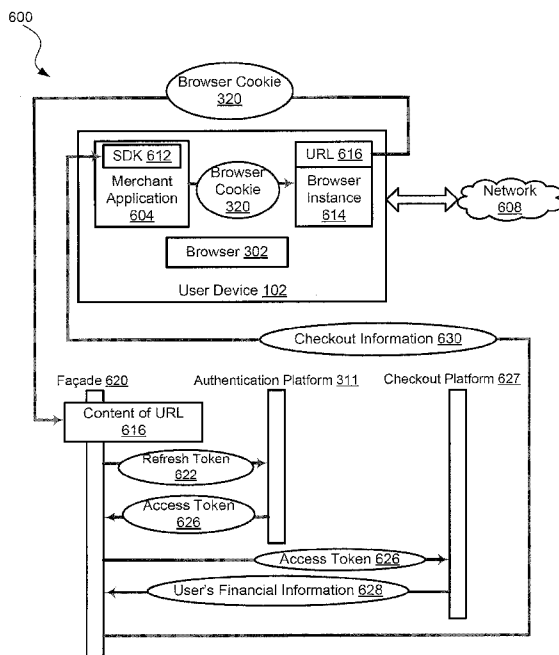 600
Browser Cookie
320
SDK 612
Merchant
Application
604
Browser
Cookie
320
URL 616
Browser
Instance
614
Network
608
Browser 302
User Device 102
Checkout Information 630
Façade 620
Authentication Platform 311
Checkout Platform 627
Content of URL
616
Refresh Token
622
Access Token
626
Access Token 626
User's Financial Information 628